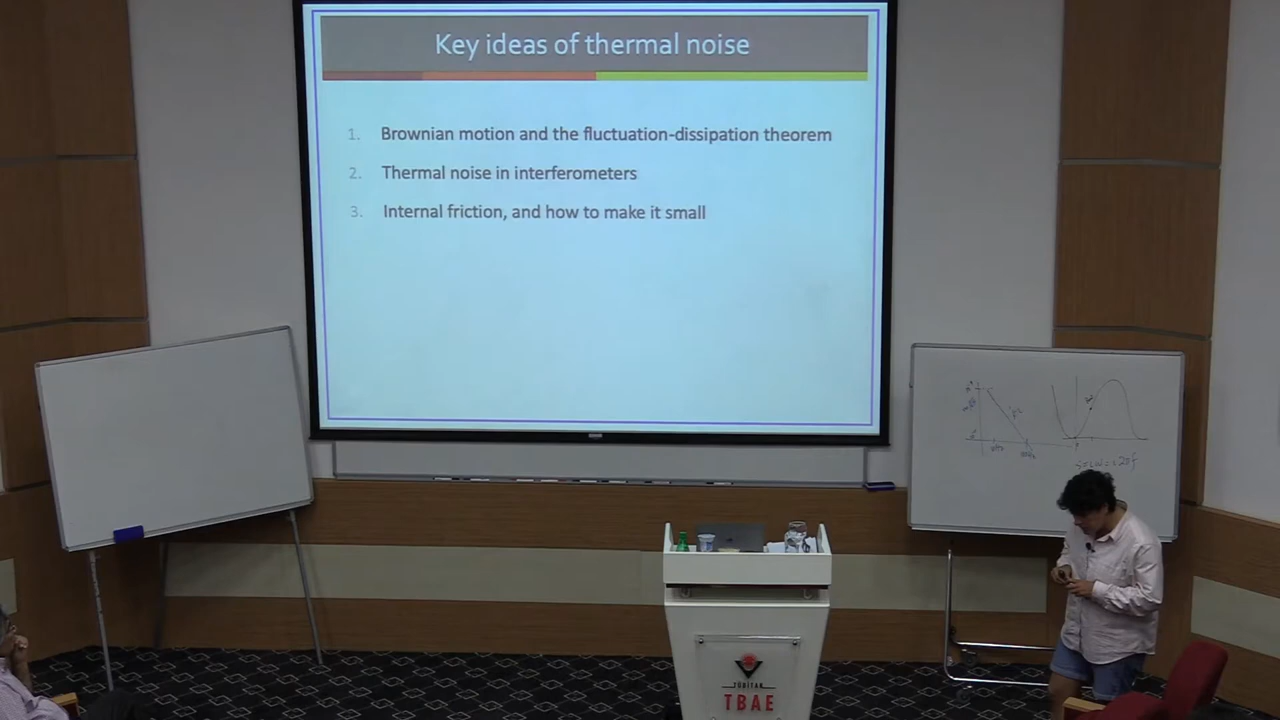 Key ideas of thermal noise
1. Brownian motion and the fluctuation-dissipation theorem
2. Thermal noise in interferometers
3. Internal friction, and how to make it small
TÜBİTAK
TBAE